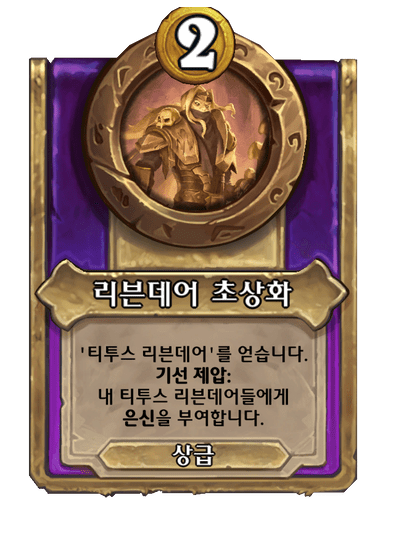 2
리븐데어 초상화
'티투스 리븐데어'를 얻습니다.
기선 제압:
내 티투스 리븐데어들에게
은신을 부여합니다.
상급